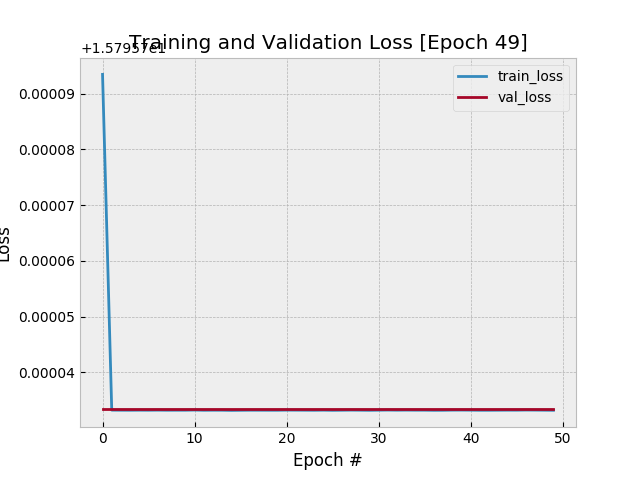 Training and Validation Loss [Epoch 49]
+1.57957e1
train_loss
val_loss
0.00009
0.00008
0.00007
0.00006
0.00005
0.00004
Loss
0 10 20 30 40 50
Epoch #